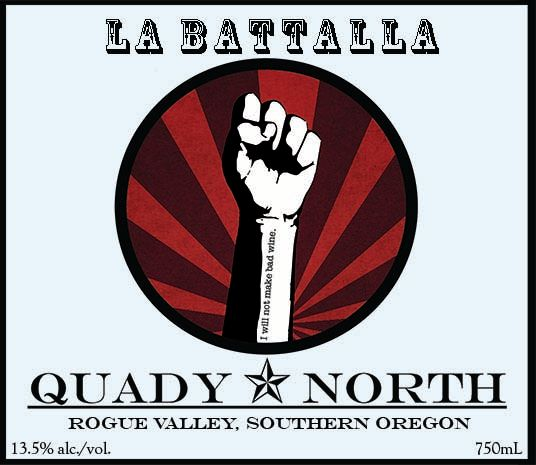 LA BATTALLA
I will not make bad wine.
QUADY NORTH
ROGUE VALLEY, SOUTHERN OREGON
13.5% alc./vol. 750mL